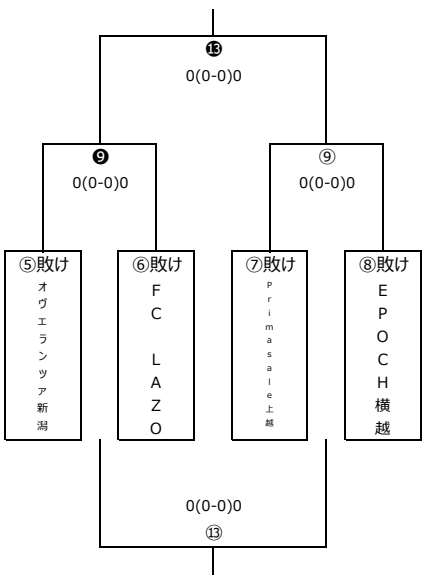 ⓭
0(0-0)0
❾
⑨
0(0-0)0
0(0-0)0
⑤敗け
オヴエランツァ新潟
⑥敗け
FC LAZO
⑦敗け
Primasale上越
⑧敗け
EPOCH横越
0(0-0)0
⑬